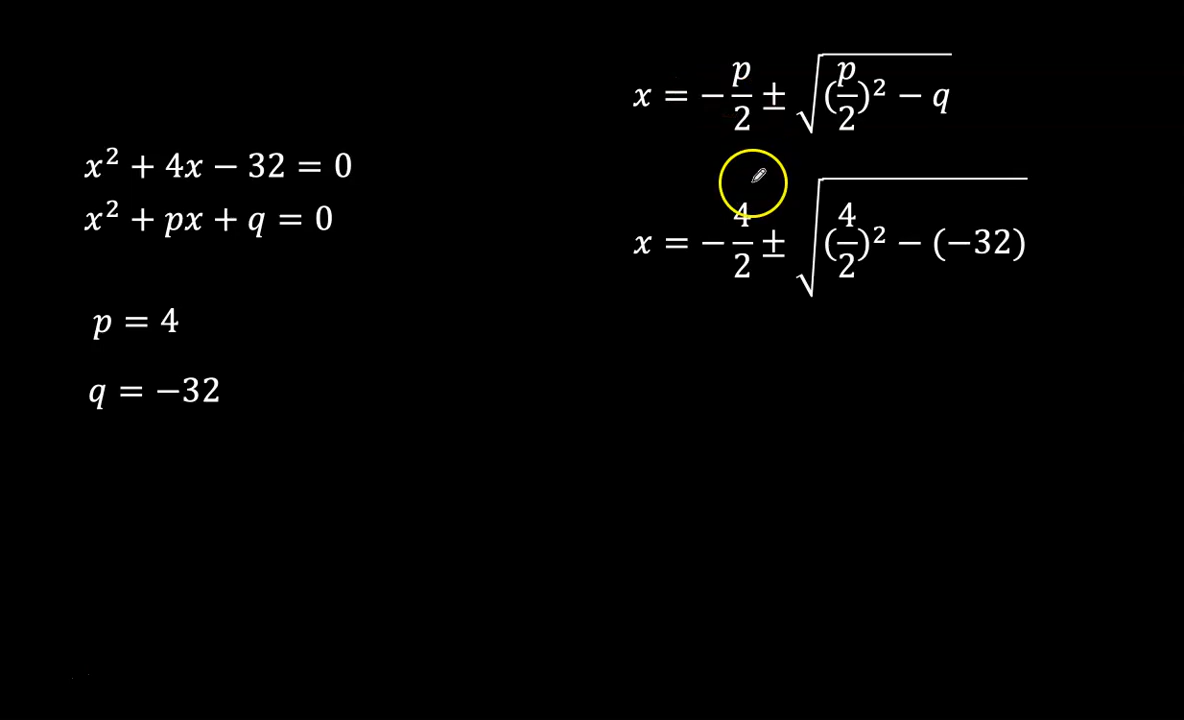 x² + 4x − 32 = 0
x² + px + q = 0
p = 4
q = −32
x = −p/2 ± √((p/2)² − q)
x = −4/2 ± √((4/2)² − (−32))